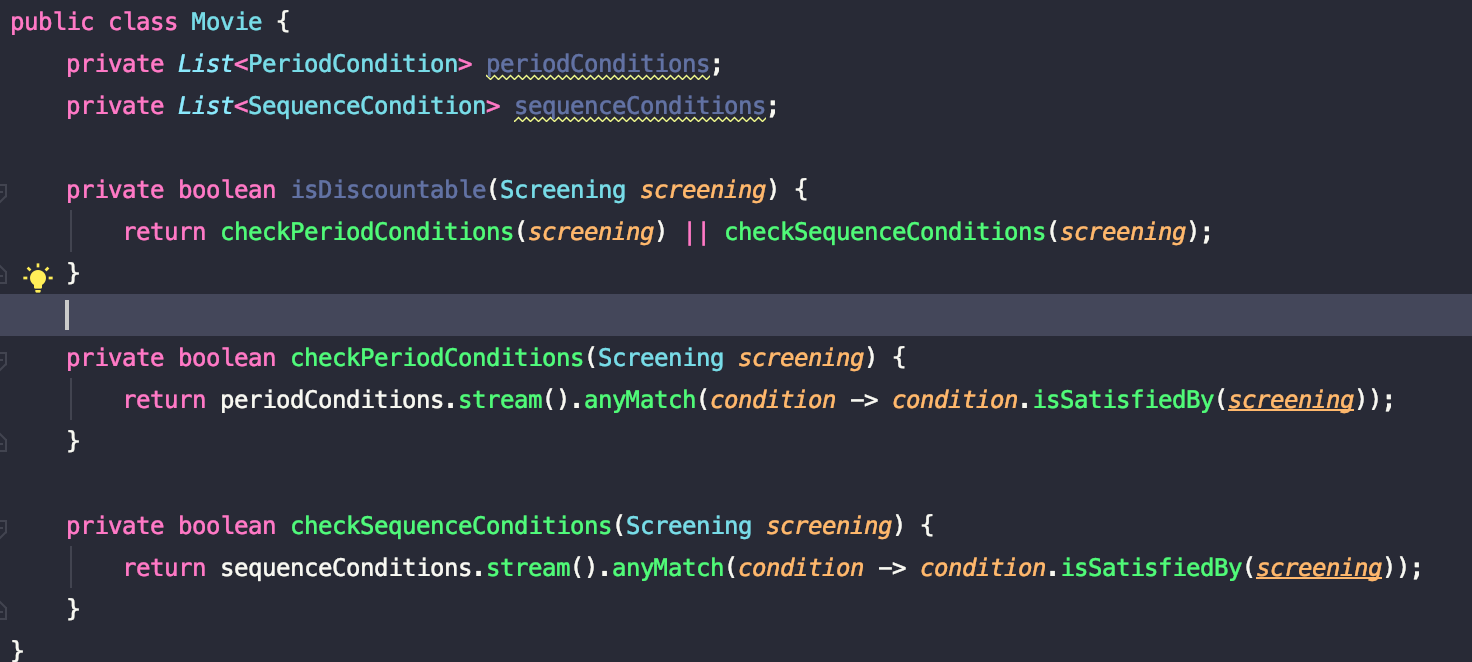 public class Movie {
    private List<PeriodCondition> periodConditions;
    private List<SequenceCondition> sequenceConditions;

    private boolean isDiscountable(Screening screening) {
        return checkPeriodConditions(screening) || checkSequenceConditions(screening);
    }

    private boolean checkPeriodConditions(Screening screening) {
        return periodConditions.stream().anyMatch(condition -> condition.isSatisfiedBy(screening));
    }

    private boolean checkSequenceConditions(Screening screening) {
        return sequenceConditions.stream().anyMatch(condition -> condition.isSatisfiedBy(screening));
    }
}